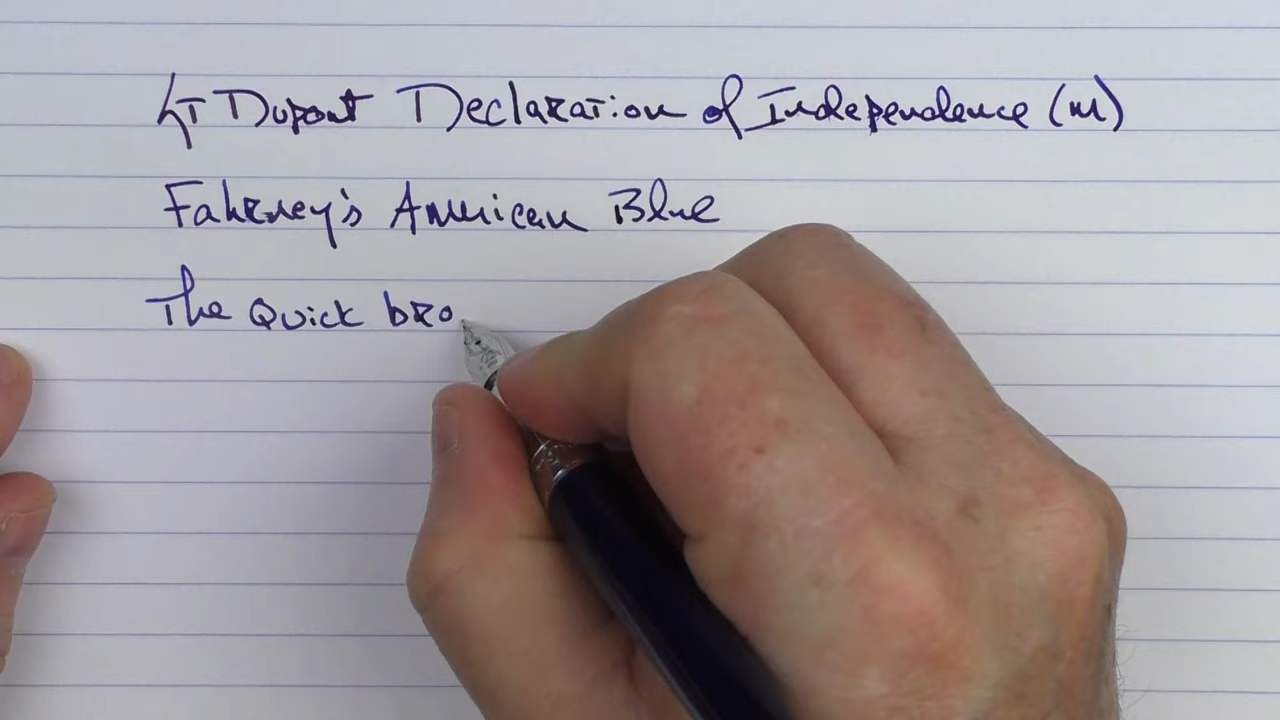 ST Dupont Declaration of Independence (M)
Fahrney's American Blue
The Quick bro